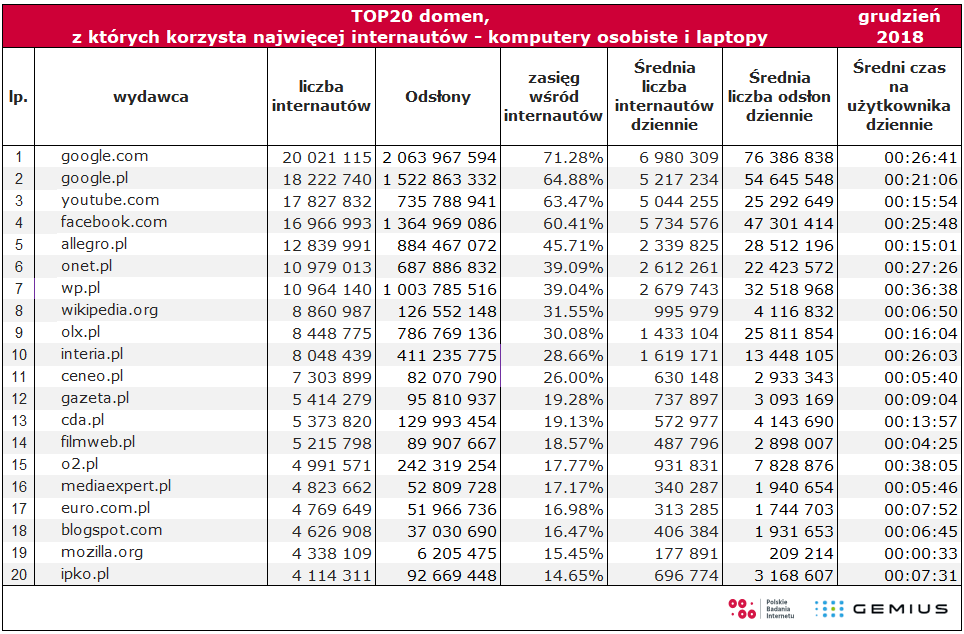 TOP20 domen,
z których korzysta najwięcej internautów - komputery osobiste i laptopy
grudzień
2018
lp.
wydawca
liczba
internautów
Odsłony
zasięg
wśród
internautów
Średnia
liczba
internautów
dziennie
Średnia
liczba odsłon
dziennie
Średni czas
na
użytkownika
dziennie
1 google.com 20 021 115 2 063 967 594 71.28% 6 980 309 76 386 838 00:26:41
2 google.pl 18 222 740 1 522 863 332 64.88% 5 217 234 54 645 548 00:21:06
3 youtube.com 17 827 832 735 788 941 63.47% 5 044 255 25 292 649 00:15:54
4 facebook.com 16 966 993 1 364 969 086 60.41% 5 734 576 47 301 414 00:25:48
5 allegro.pl 12 839 991 884 467 072 45.71% 2 339 825 28 512 196 00:15:01
6 onet.pl 10 979 013 687 886 832 39.09% 2 612 261 22 423 572 00:27:26
7 wp.pl 10 964 140 1 003 785 516 39.04% 2 679 743 32 518 968 00:36:38
8 wikipedia.org 8 860 987 126 552 148 31.55% 995 979 4 116 832 00:06:50
9 olx.pl 8 448 775 786 769 136 30.08% 1 433 104 25 811 854 00:16:04
10 interia.pl 8 048 439 411 235 775 28.66% 1 619 171 13 448 105 00:26:03
11 ceneo.pl 7 303 899 82 070 790 26.00% 630 148 2 933 343 00:05:40
12 gazeta.pl 5 414 279 95 810 937 19.28% 737 897 3 093 169 00:09:04
13 cda.pl 5 373 820 129 993 454 19.13% 572 977 4 143 690 00:13:57
14 filmweb.pl 5 215 798 89 907 667 18.57% 487 796 2 898 007 00:04:25
15 o2.pl 4 991 571 242 319 254 17.77% 931 831 7 828 876 00:38:05
16 mediaexpert.pl 4 823 662 52 809 728 17.17% 340 287 1 940 654 00:05:46
17 euro.com.pl 4 769 649 51 966 736 16.98% 313 285 1 744 703 00:07:52
18 blogspot.com 4 626 908 37 030 690 16.47% 406 384 1 931 653 00:06:45
19 mozilla.org 4 338 109 6 205 475 15.45% 177 891 209 214 00:00:33
20 ipko.pl 4 114 311 92 669 448 14.65% 696 774 3 168 607 00:07:31
Polskie
Badania
Internetu
GEMIUS